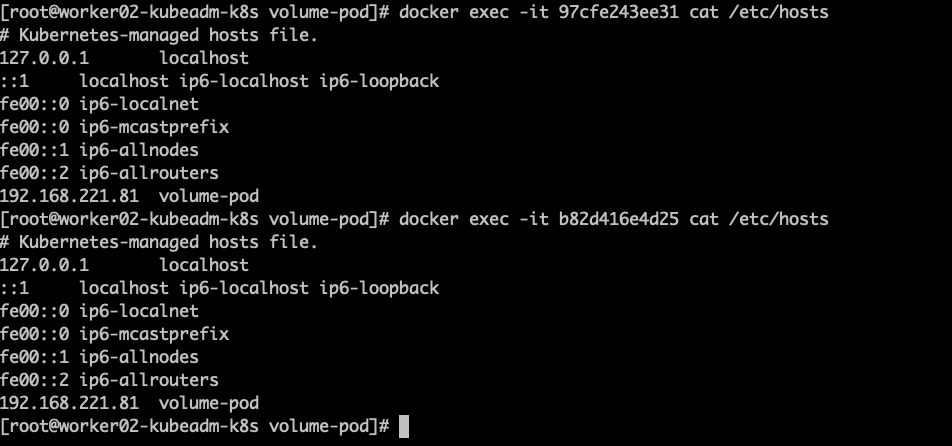 [root@worker02-kubeadm-k8s volume-pod]# docker exec -it 97cfe243ee31 cat /etc/hosts
# Kubernetes-managed hosts file.
127.0.0.1       localhost
::1     localhost ip6-localhost ip6-loopback
fe00::0 ip6-localnet
fe00::0 ip6-mcastprefix
fe00::1 ip6-allnodes
fe00::2 ip6-allrouters
192.168.221.81  volume-pod
[root@worker02-kubeadm-k8s volume-pod]# docker exec -it b82d416e4d25 cat /etc/hosts
# Kubernetes-managed hosts file.
127.0.0.1       localhost
::1     localhost ip6-localhost ip6-loopback
fe00::0 ip6-localnet
fe00::0 ip6-mcastprefix
fe00::1 ip6-allnodes
fe00::2 ip6-allrouters
192.168.221.81  volume-pod
[root@worker02-kubeadm-k8s volume-pod]#